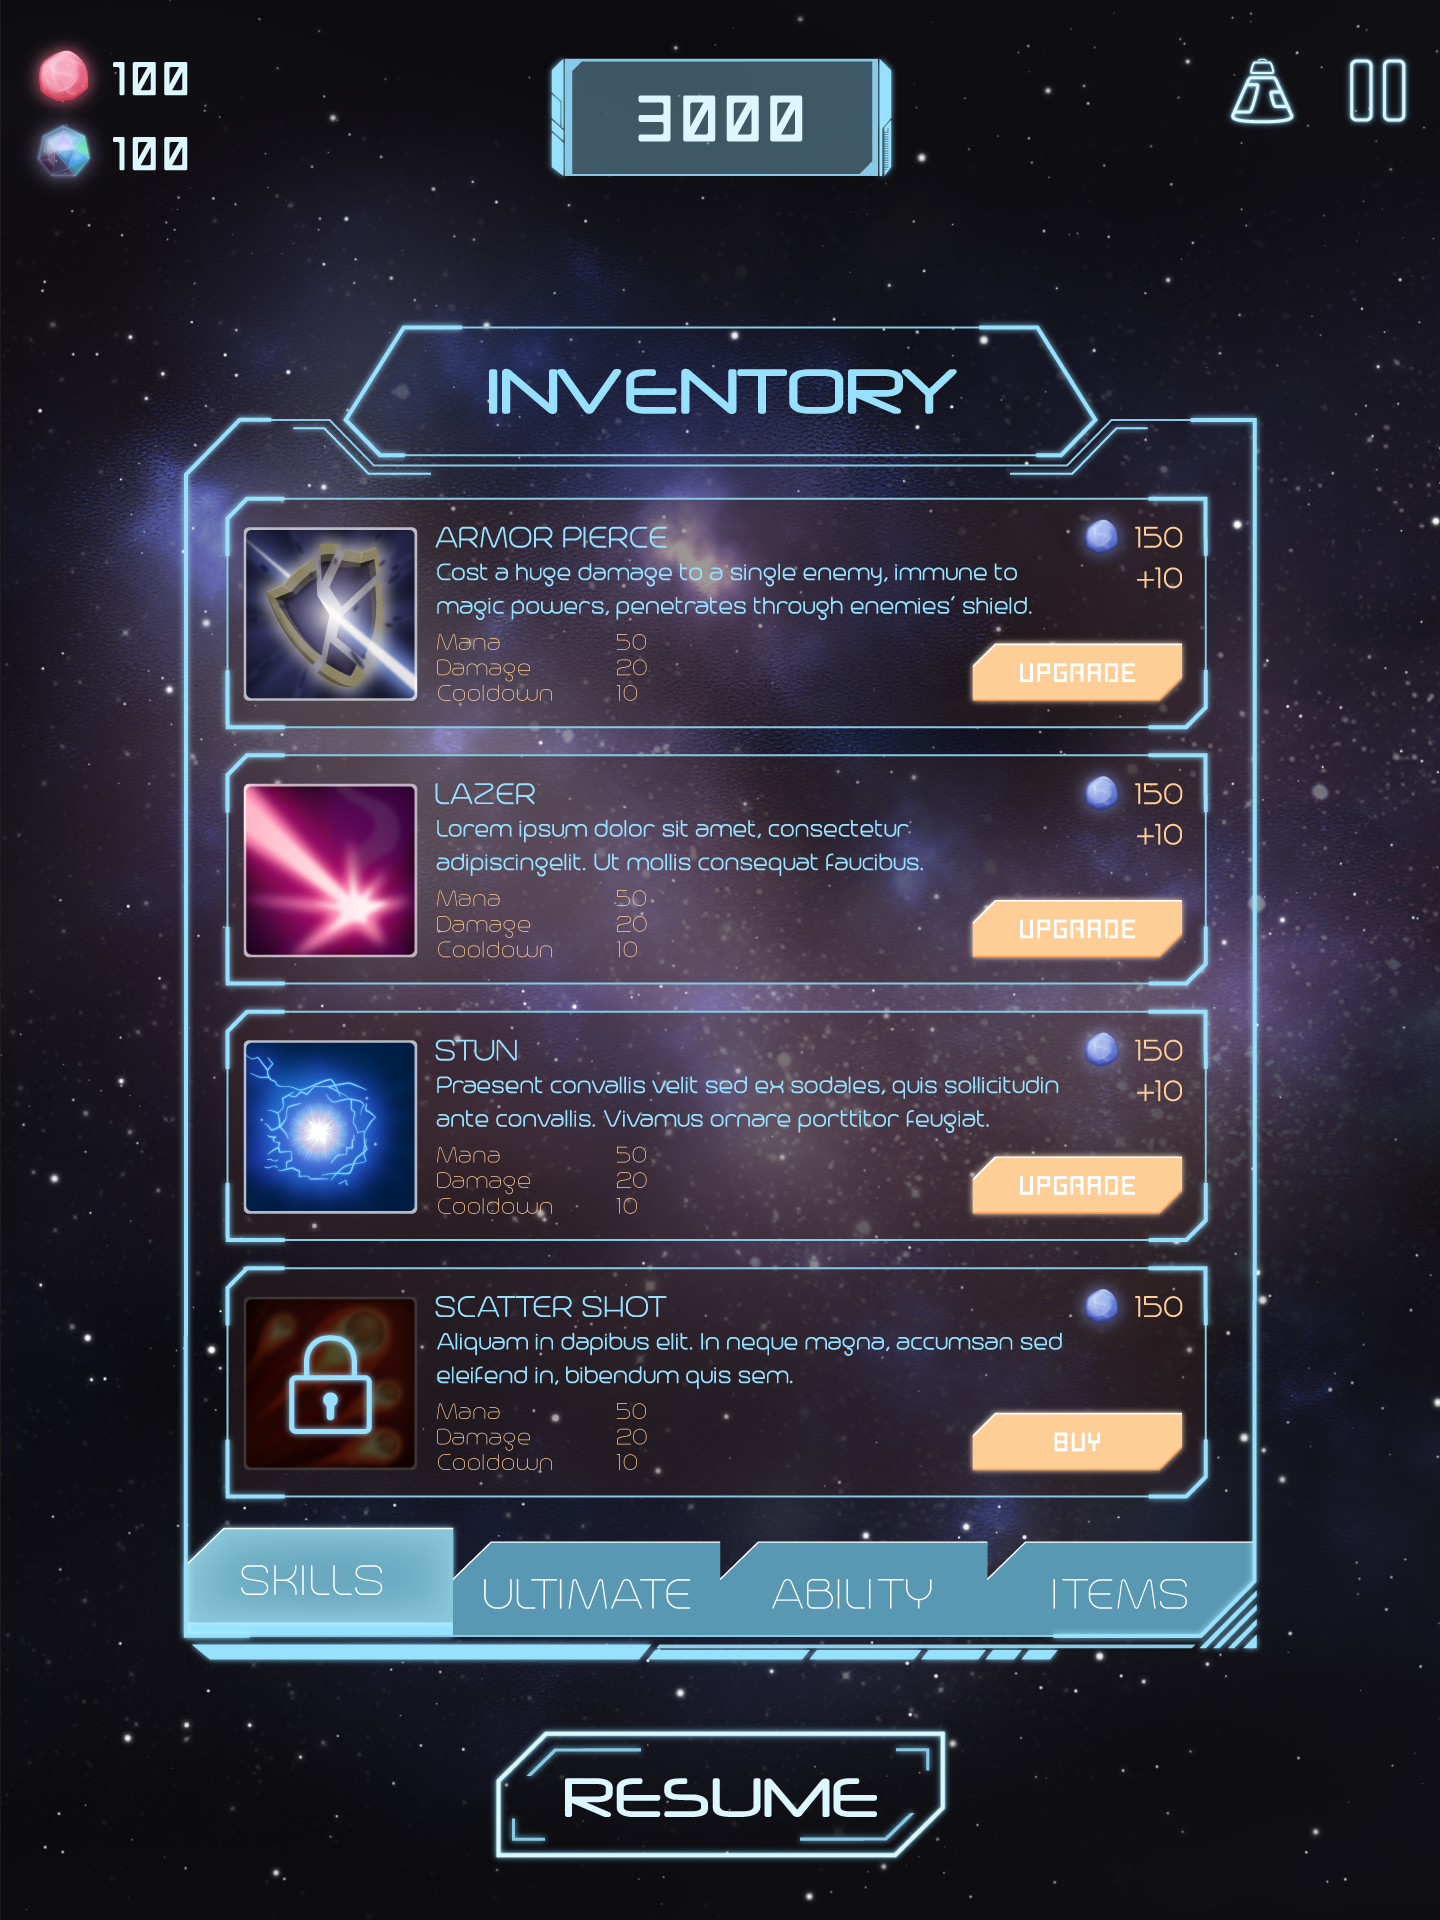 100
100
3000
INVENTORY
ARMOR PIERCE
150
Cost a huge damage to a single enemy, immune to
+10
magic powers, penetrates through enemies' shield.
Mana 50
Damage 20
Cooldown 10
UPGRADE
LAZER
150
Lorem ipsum dolor sit amet, consectetur
+10
adipiscingelit. Ut mollis consequat faucibus.
Mana 50
Damage 20
Cooldown 10
UPGRADE
STUN
150
Praesent convallis velit sed ex sodales, quis sollicitudin
+10
ante convallis. Vivamus ornare porttitor feugiat.
Mana 50
Damage 20
Cooldown 10
UPGRADE
SCATTER SHOT
150
Aliquam in dapibus elit. In neque magna, accumsan sed
eleifend in, bibendum quis sem.
Mana 50
Damage 20
Cooldown 10
BUY
SKILLS
ULTIMATE
ABILITY
ITEMS
RESUME